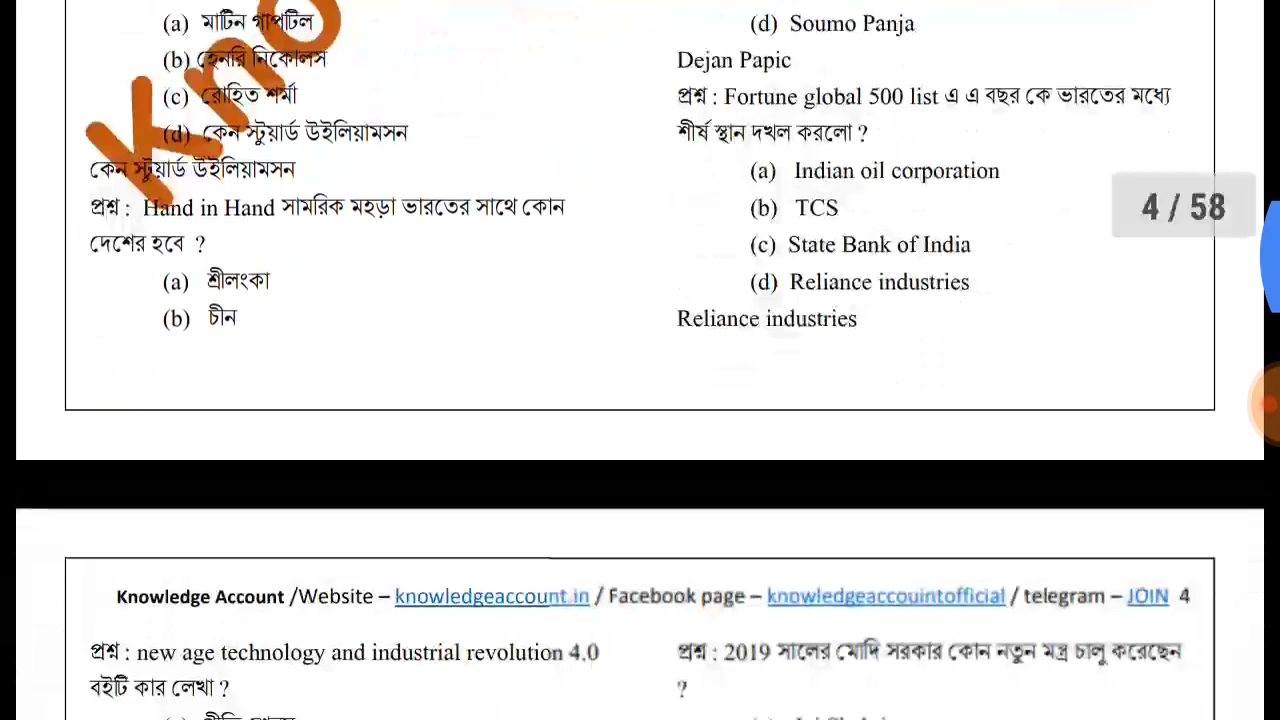 (a) মার্টিন গাপটিল
(b) হেনরি নিকোলস
(c) রোহিত শর্মা
(d) কেন স্টুয়ার্ড উইলিয়ামসন
কেন স্টুয়ার্ড উইলিয়ামসন
প্রশ্ন : Hand in Hand সামরিক মহড়া ভারতের সাথে কোন
দেশের হবে ?
(a) শ্রীলংকা
(b) চীন
(d) Soumo Panja
Dejan Papic
প্রশ্ন : Fortune global 500 list এ এ বছর কে ভারতের মধ্যে
শীর্ষ স্থান দখল করলো ?
(a) Indian oil corporation
(b) TCS
(c) State Bank of India
(d) Reliance industries
Reliance industries
Kno
4 / 58
Knowledge Account /Website – knowledgeaccount.in / Facebook page – knowledgeaccouintofficial / telegram – JOIN 4
প্রশ্ন : new age technology and industrial revolution 4.0
বইটি কার লেখা ?
প্রশ্ন : 2019 সালের মোদি সরকার কোন নতুন মন্ত্র চালু করেছেন
?